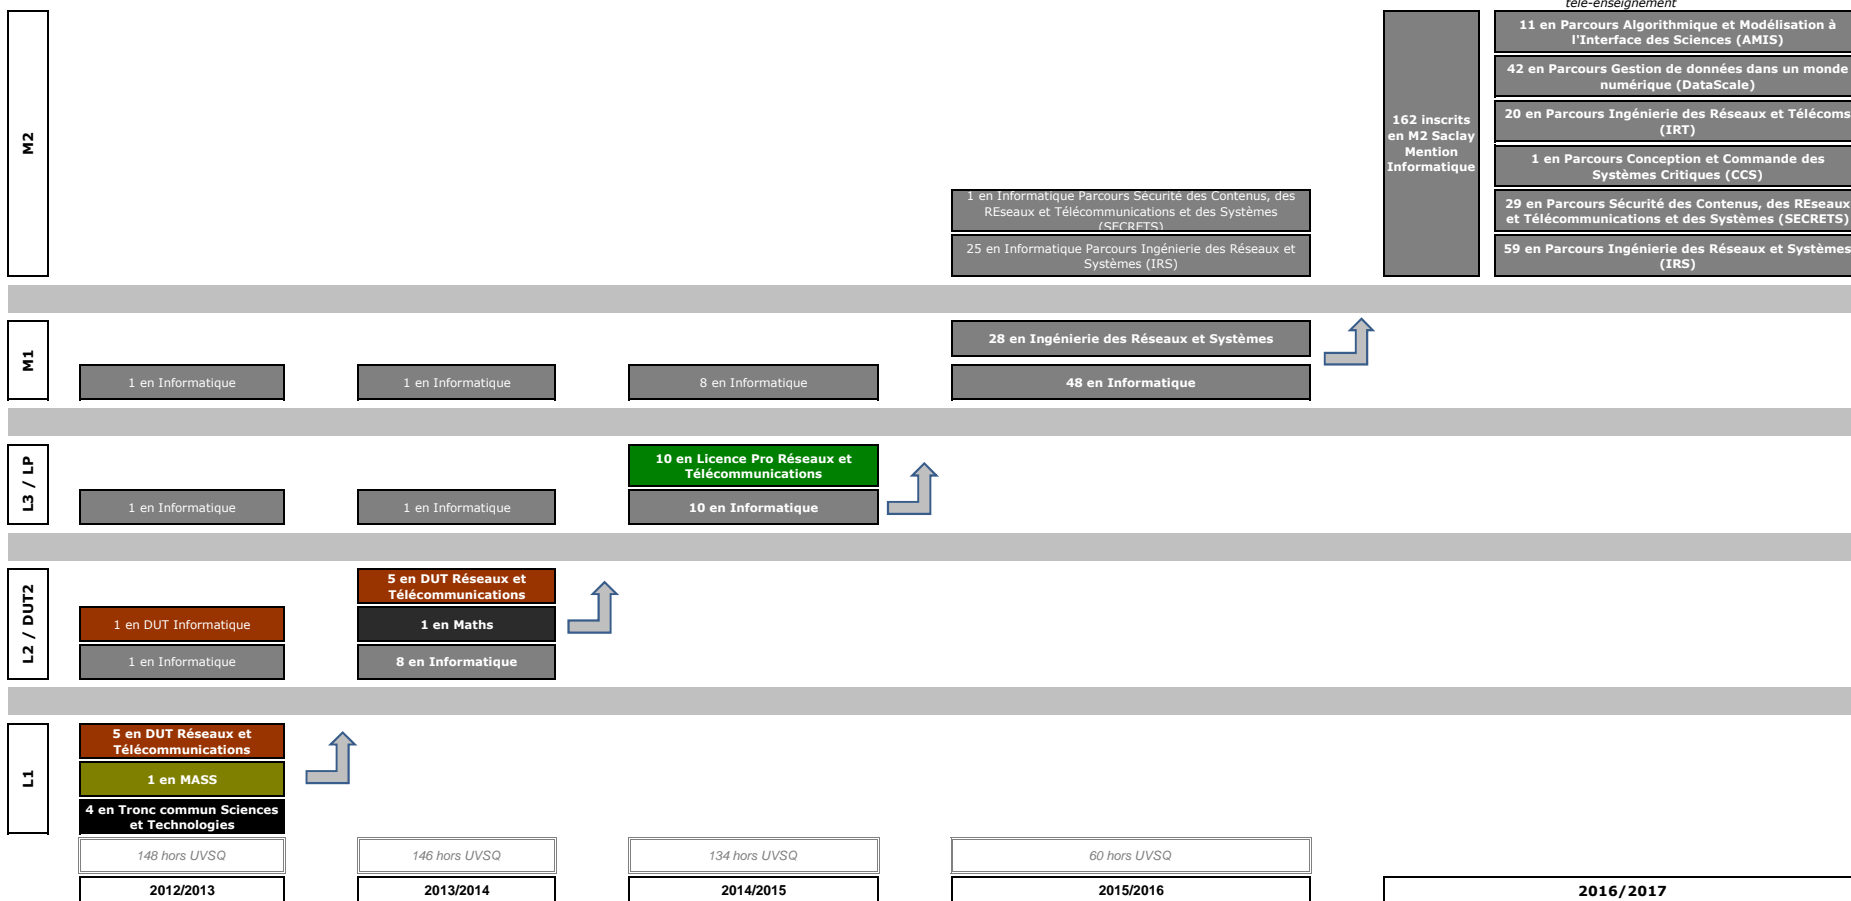 télé-enseignement
M2
162 inscrits
en M2 Saclay
Mention
Informatique
11 en Parcours Algorithmique et Modélisation à
l'Interface des Sciences (AMIS)
42 en Parcours Gestion de données dans un monde
numérique (DataScale)
20 en Parcours Ingénierie des Réseaux et Télécoms
(IRT)
1 en Parcours Conception et Commande des
Systèmes Critiques (CCS)
29 en Parcours Sécurité des Contenus, des REseaux
et Télécommunications et des Systèmes (SECRETS)
59 en Parcours Ingénierie des Réseaux et Systèmes
(IRS)
1 en Informatique Parcours Sécurité des Contenus, des
REseaux et Télécommunications et des Systèmes
(SECRETS)
25 en Informatique Parcours Ingénierie des Réseaux et
Systèmes (IRS)
M1
28 en Ingénierie des Réseaux et Systèmes
1 en Informatique
1 en Informatique
8 en Informatique
48 en Informatique
L3 / LP
10 en Licence Pro Réseaux et
Télécommunications
1 en Informatique
1 en Informatique
10 en Informatique
L2 / DUT2
5 en DUT Réseaux et
Télécommunications
1 en DUT Informatique
1 en Maths
1 en Informatique
8 en Informatique
L1
5 en DUT Réseaux et
Télécommunications
1 en MASS
4 en Tronc commun Sciences
et Technologies
148 hors UVSQ
146 hors UVSQ
134 hors UVSQ
60 hors UVSQ
2012/2013
2013/2014
2014/2015
2015/2016
2016/2017